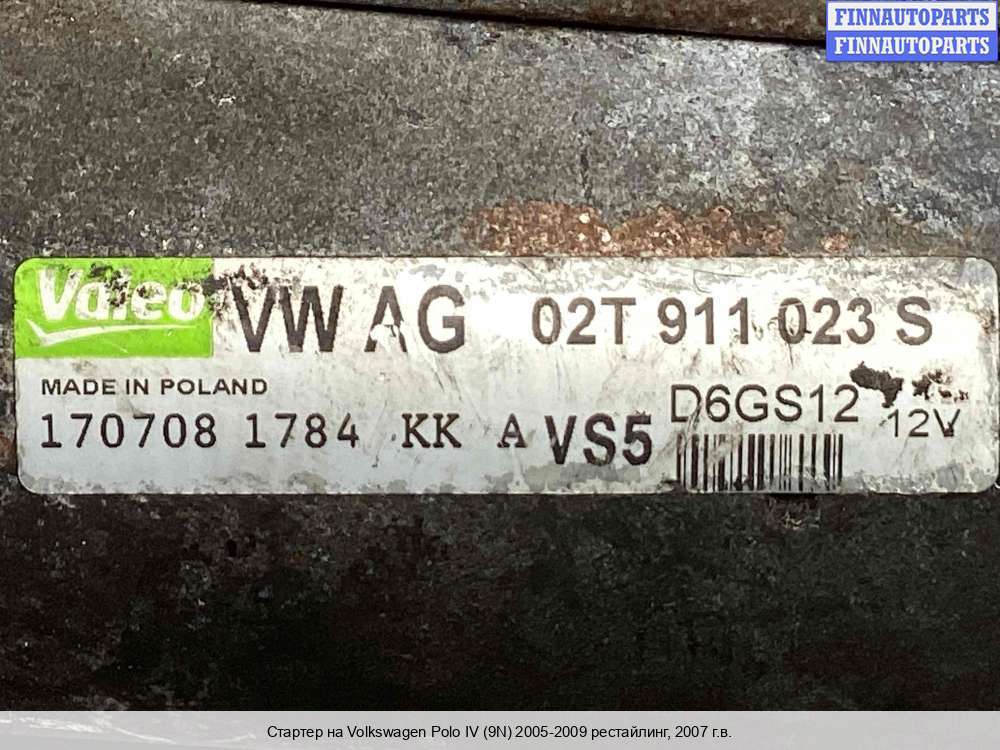 FINNAUTOPARTS
FINNAUTOPARTS
Valeo VW AG 02T 911 023 S
MADE IN POLAND
D6GS12 12V
170708 1784 KK A VS5
Стартер на Volkswagen Polo IV (9N) 2005-2009 рестайлинг, 2007 г.в.